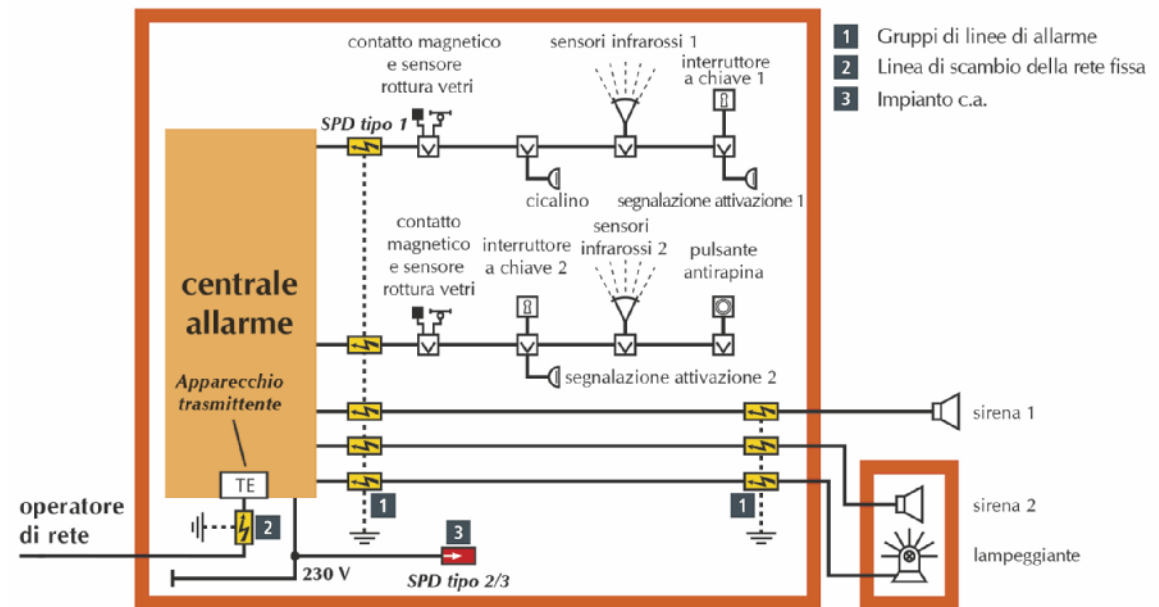 contatto magnetico
e sensore
rottura vetri
sensori infrarossi 1
interruttore
a chiave 1
1 Gruppi di linee di allarme
2 Linea di scambio della rete fissa
3 Impianto c.a.
SPD tipo 1
cicalino
segnalazione attivazione 1
contatto
magnetico
e sensore
rottura vetri
interruttore
a chiave 2
sensori
infrarossi 2
pulsante
antirapina
centrale
allarme
segnalazione attivazione 2
Apparecchio
trasmittente
sirena 1
TE
1
1
sirena 2
operatore
di rete
2
3
lampeggiante
230 V
SPD tipo 2/3